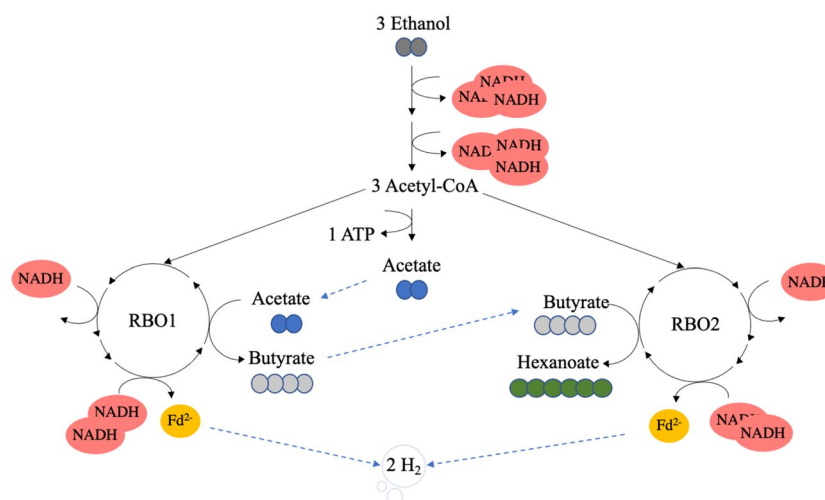 3 Ethanol
NADH
NADH
NADH
NADH
3 Acetyl-CoA
1 ATP
Acetate
NADH
RBO1
Acetate
Butyrate
NADH
NADH
Fd²⁻
Butyrate
Hexanoate
RBO2
NADH
Fd²⁻
NADH
2 H₂